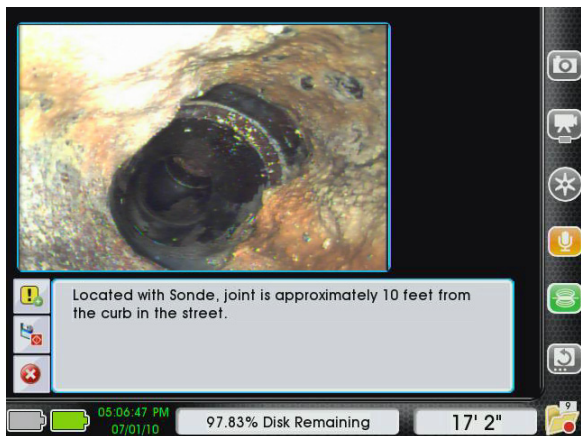 Located with Sonde, joint is approximately 10 feet from
the curb in the street.
05:06:47 PM
07/01/10
97.83% Disk Remaining
17' 2"
9